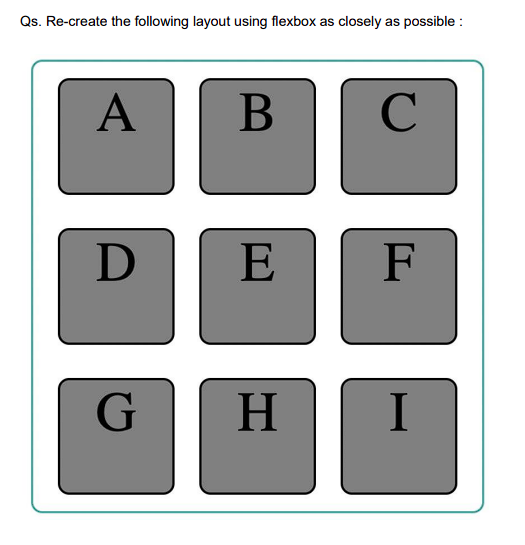 Qs. Re-create the following layout using flexbox as closely as possible :
A B C
D E F
G H I